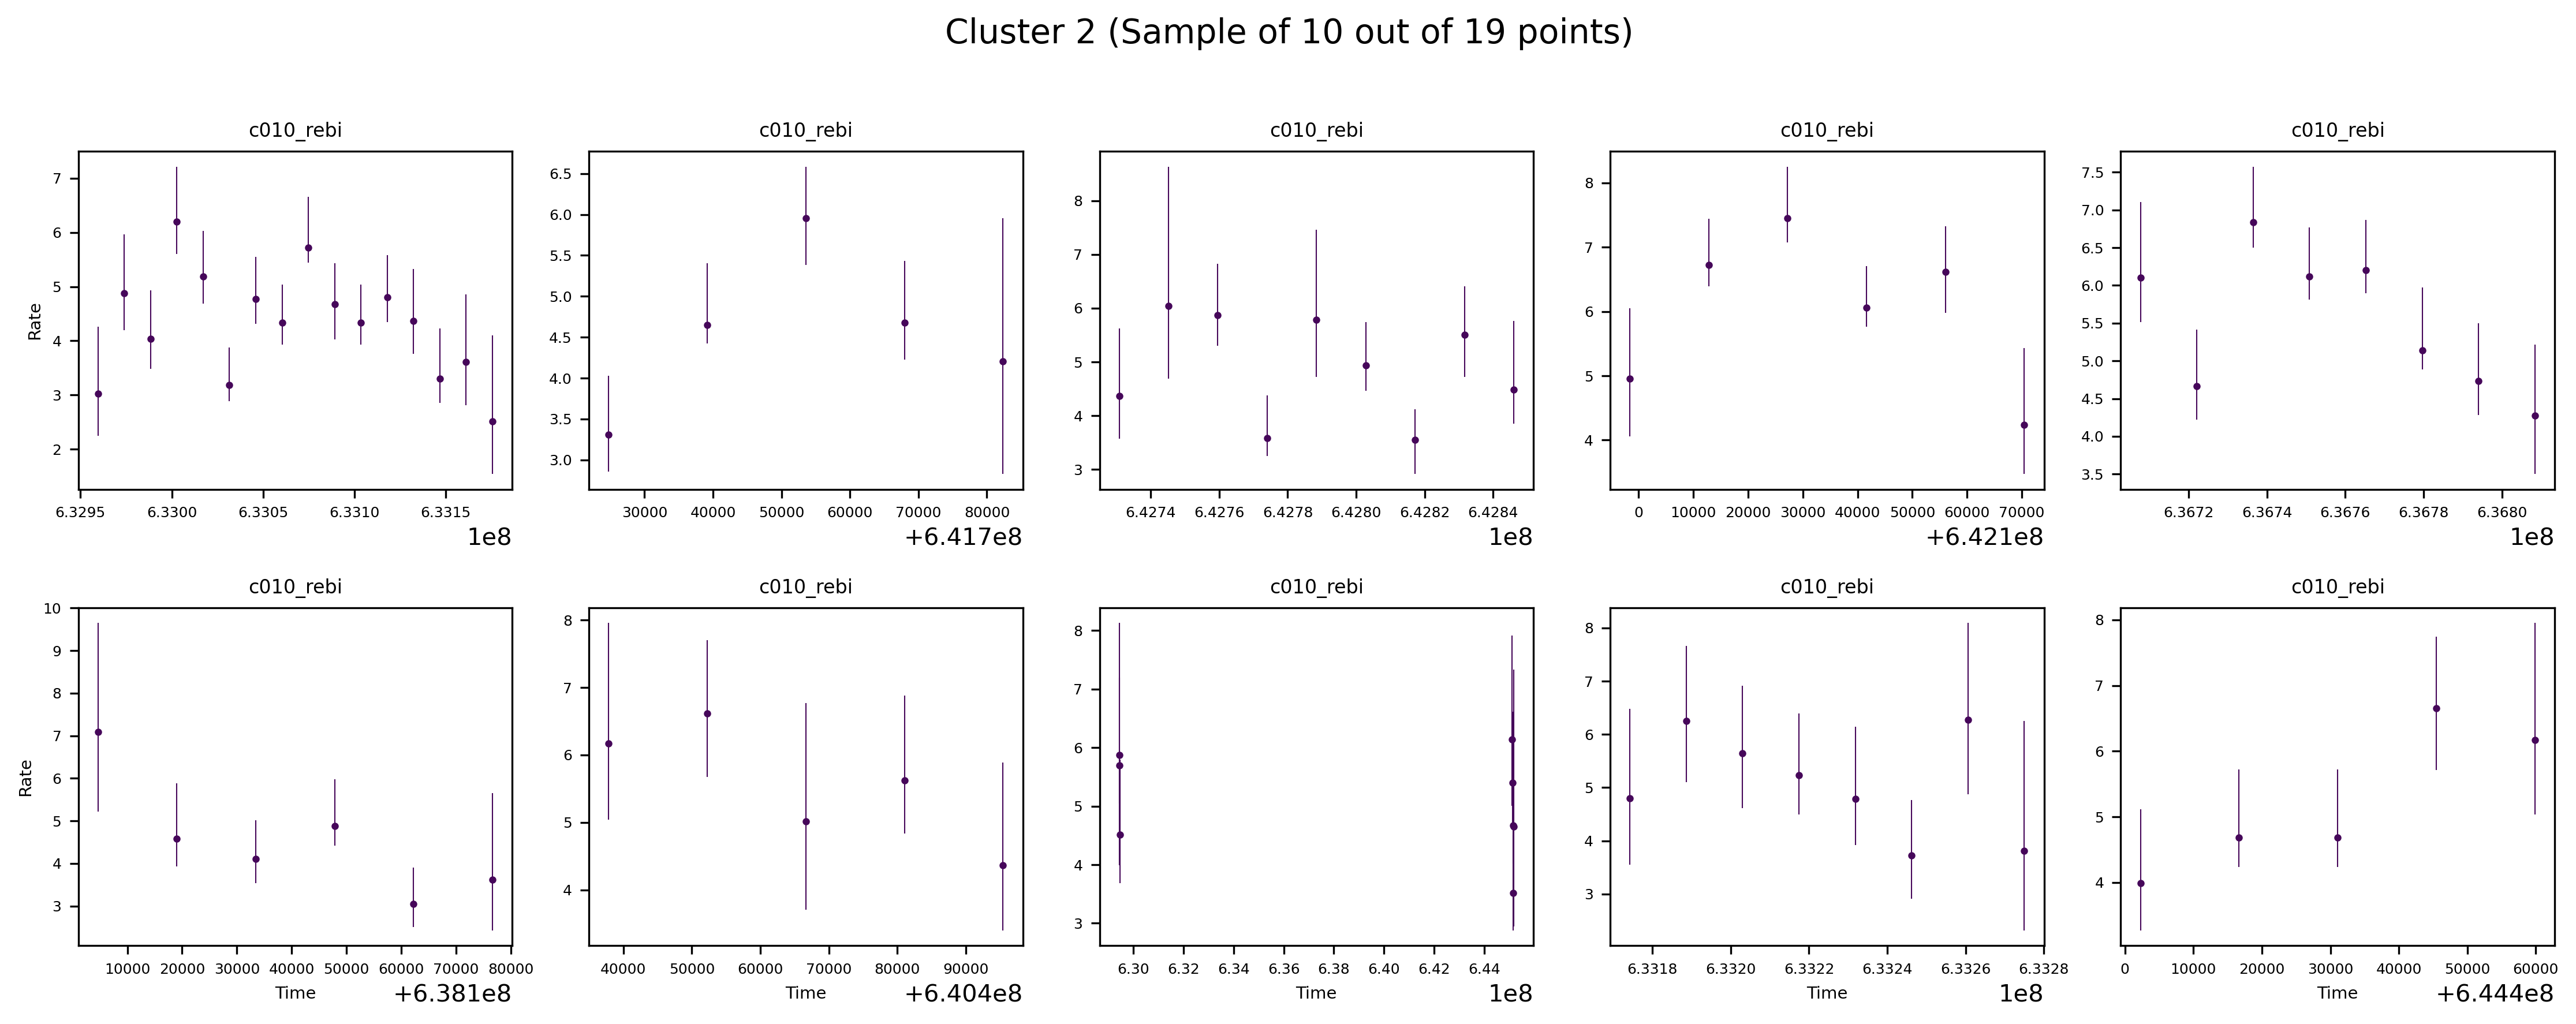 Cluster 2 (Sample of 10 out of 19 points)
c010_rebi c010_rebi c010_rebi c010_rebi c010_rebi
Rate
7
6
5
4
3
2
6.3295 6.3300 6.3305 6.3310 6.3315
1e8
6.5
6.0
5.5
5.0
4.5
4.0
3.5
3.0
30000 40000 50000 60000 70000 80000
+6.417e8
8
7
6
5
4
3
6.4274 6.4276 6.4278 6.4280 6.4282 6.4284
1e8
8
7
6
5
4
0 10000 20000 30000 40000 50000 60000 70000
+6.421e8
7.5
7.0
6.5
6.0
5.5
5.0
4.5
4.0
3.5
6.3672 6.3674 6.3676 6.3678 6.3680
1e8
c010_rebi c010_rebi c010_rebi c010_rebi c010_rebi
Rate
10
9
8
7
6
5
4
3
10000 20000 30000 40000 50000 60000 70000 80000
Time +6.381e8
8
7
6
5
4
40000 50000 60000 70000 80000 90000
Time +6.404e8
8
7
6
5
4
3
6.30 6.32 6.34 6.36 6.38 6.40 6.42 6.44
Time 1e8
8
7
6
5
4
3
6.3318 6.3320 6.3322 6.3324 6.3326 6.3328
Time 1e8
8
7
6
5
4
0 10000 20000 30000 40000 50000 60000
Time +6.444e8